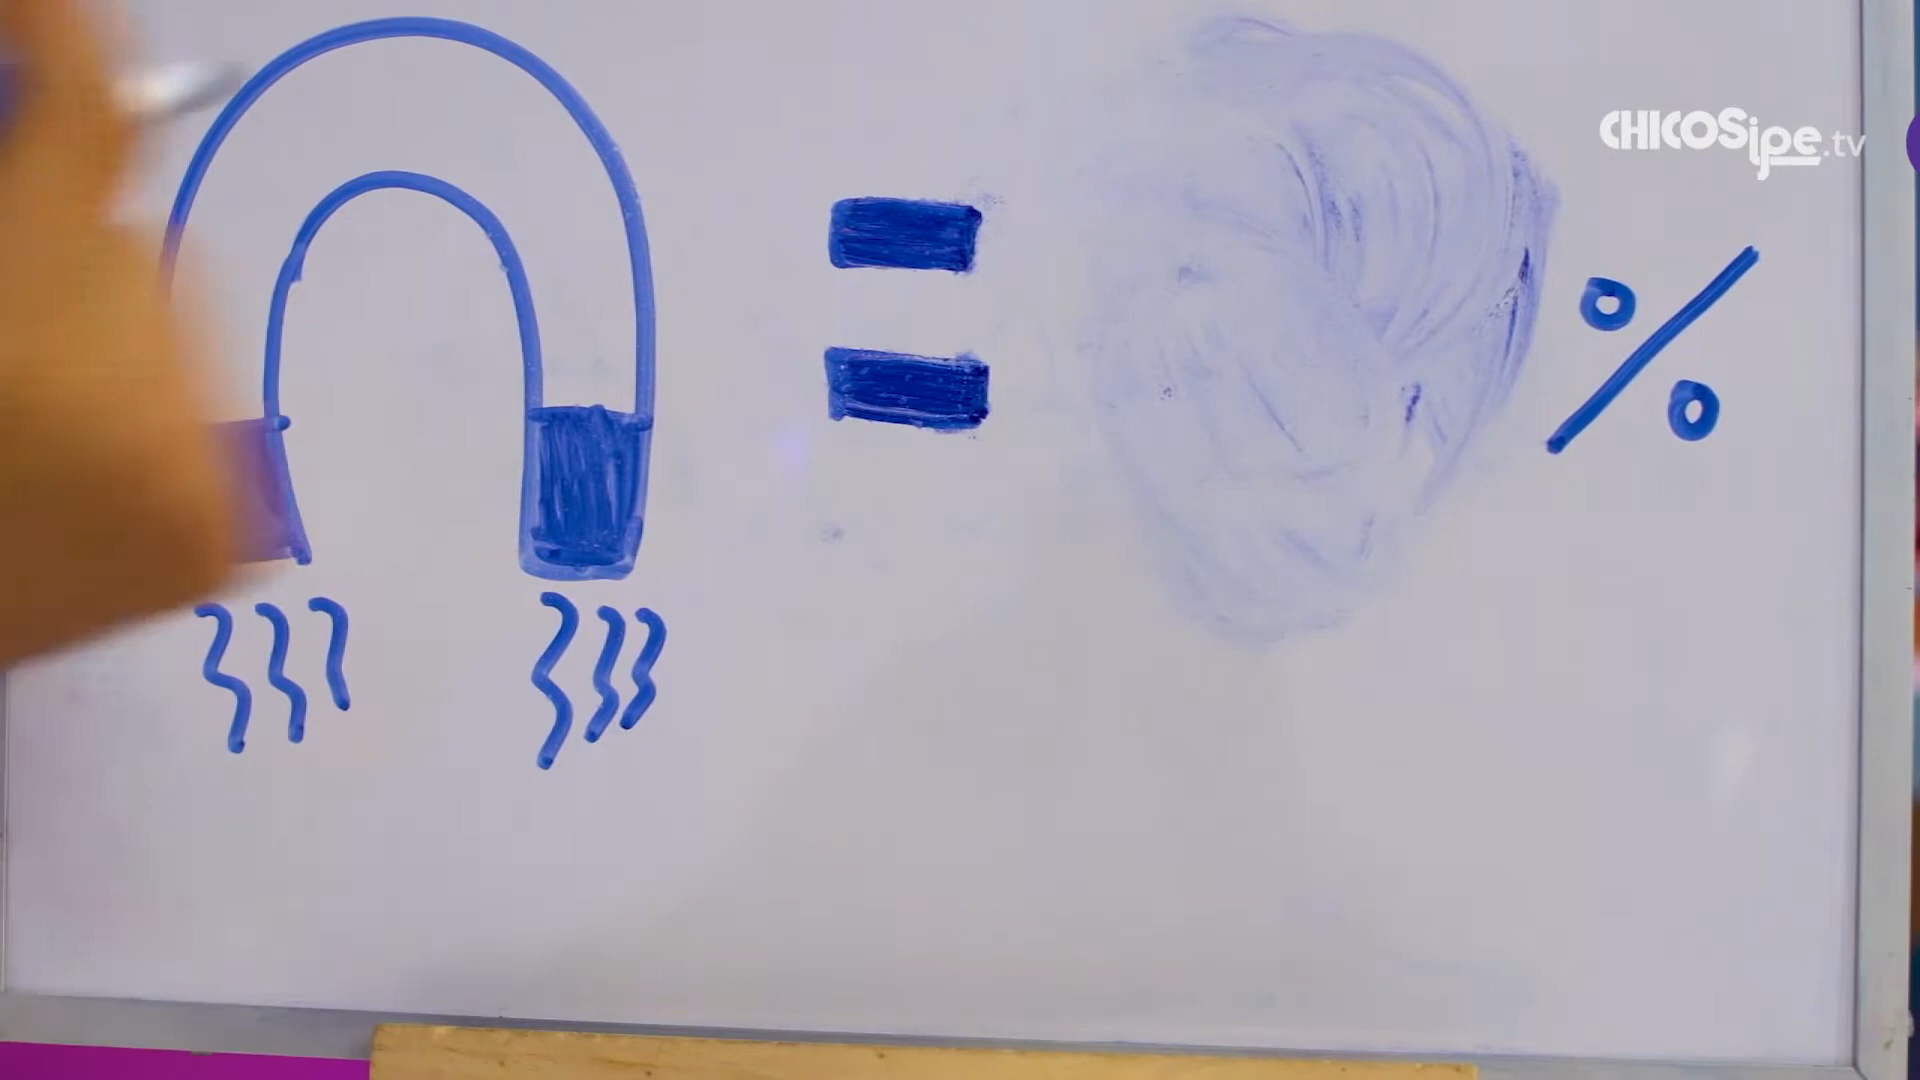 CHICOSipe.tv
= %